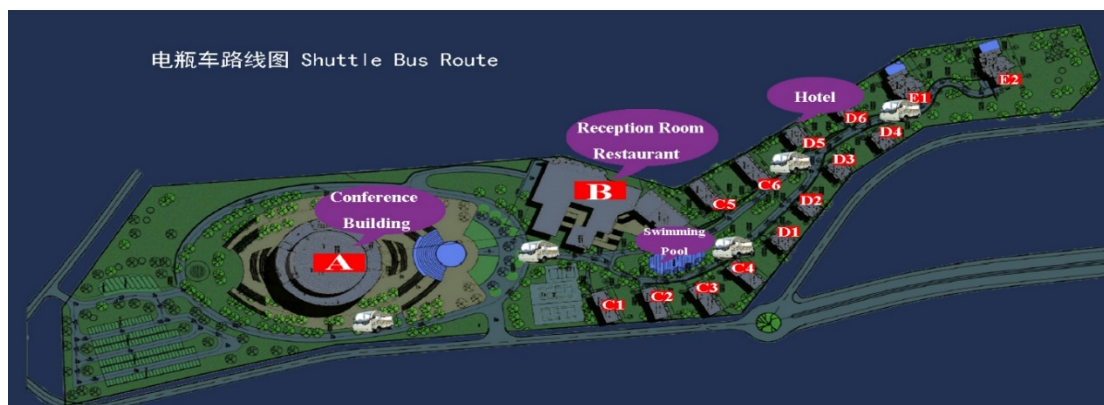 电瓶车路线图 Shuttle Bus Route
Conference
Building
A
Reception Room
Restaurant
B
Swimming
Pool
Hotel
C1
C2
C3
C4
C5
C6
D1
D2
D3
D4
D5
D6
E1
E2